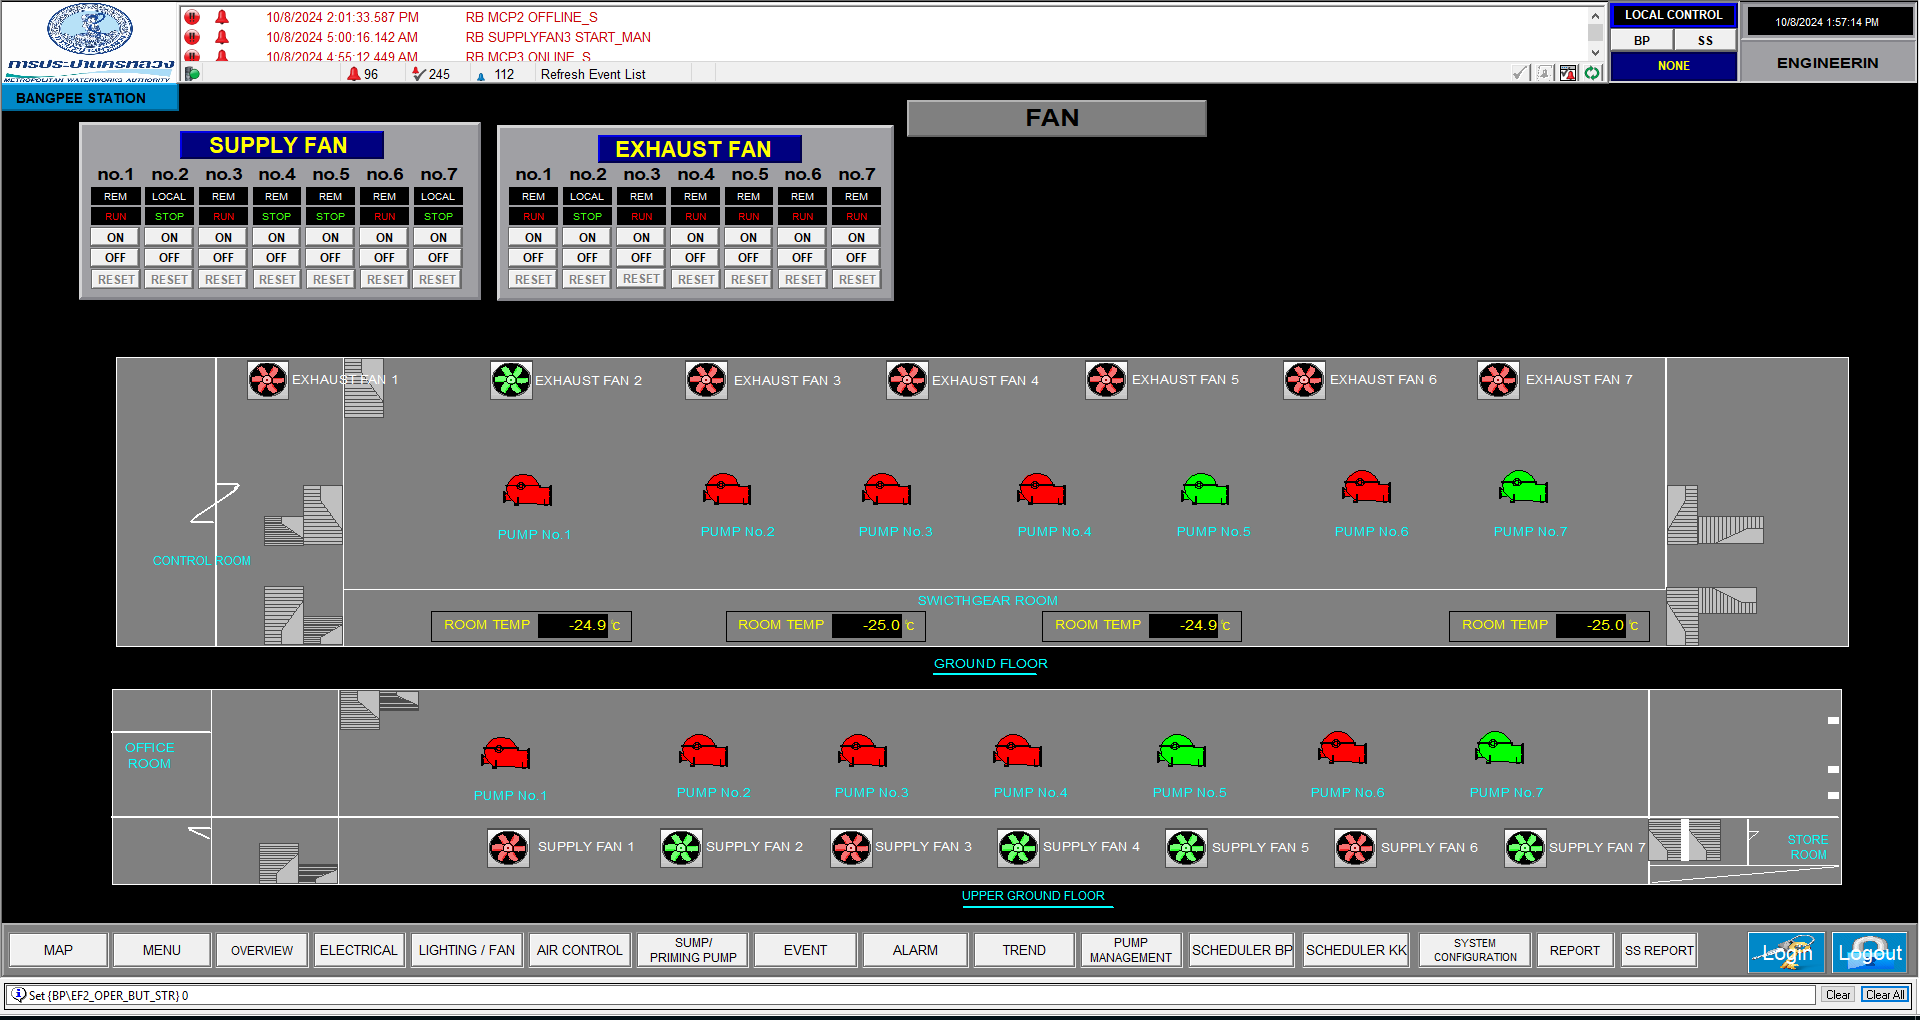 การประปานครหลวง
METROPOLITAN WATERWORKS AUTHORITY
10/8/2024 2:01:33.587 PM RB MCP2 OFFLINE_S
10/8/2024 5:00:16.142 AM RB SUPPLYFAN3 START_MAN
10/8/2024 4:55:12.449 AM RB MCP3 ONLINE_S
96 245 112 Refresh Event List
LOCAL CONTROL
BP SS
NONE
10/8/2024 1:57:14 PM
ENGINEERIN
BANGPEE STATION
FAN
SUPPLY FAN
no.1 no.2 no.3 no.4 no.5 no.6 no.7
REM LOCAL REM REM REM REM LOCAL
RUN STOP RUN STOP STOP RUN STOP
ON ON ON ON ON ON ON
OFF OFF OFF OFF OFF OFF OFF
RESET RESET RESET RESET RESET RESET RESET
EXHAUST FAN
no.1 no.2 no.3 no.4 no.5 no.6 no.7
REM LOCAL REM REM REM REM REM
RUN STOP RUN RUN RUN RUN RUN
ON ON ON ON ON ON ON
OFF OFF OFF OFF OFF OFF OFF
RESET RESET RESET RESET RESET RESET RESET
EXHAUST FAN 1 EXHAUST FAN 2 EXHAUST FAN 3 EXHAUST FAN 4 EXHAUST FAN 5 EXHAUST FAN 6 EXHAUST FAN 7
PUMP No.1 PUMP No.2 PUMP No.3 PUMP No.4 PUMP No.5 PUMP No.6 PUMP No.7
CONTROL ROOM
SWICTHGEAR ROOM
ROOM TEMP -24.9 °C ROOM TEMP -25.0 °C ROOM TEMP -24.9 °C ROOM TEMP -25.0 °C
GROUND FLOOR
OFFICE
ROOM
PUMP No.1 PUMP No.2 PUMP No.3 PUMP No.4 PUMP No.5 PUMP No.6 PUMP No.7
SUPPLY FAN 1 SUPPLY FAN 2 SUPPLY FAN 3 SUPPLY FAN 4 SUPPLY FAN 5 SUPPLY FAN 6 SUPPLY FAN 7
STORE
ROOM
UPPER GROUND FLOOR
MAP MENU OVERVIEW ELECTRICAL LIGHTING / FAN AIR CONTROL SUMP/ PRIMING PUMP EVENT ALARM TREND PUMP MANAGEMENT SCHEDULER BP SCHEDULER KK SYSTEM CONFIGURATION REPORT SS REPORT Login Logout
Set {BP\EF2_OPER_BUT_STR} 0
Clear Clear All